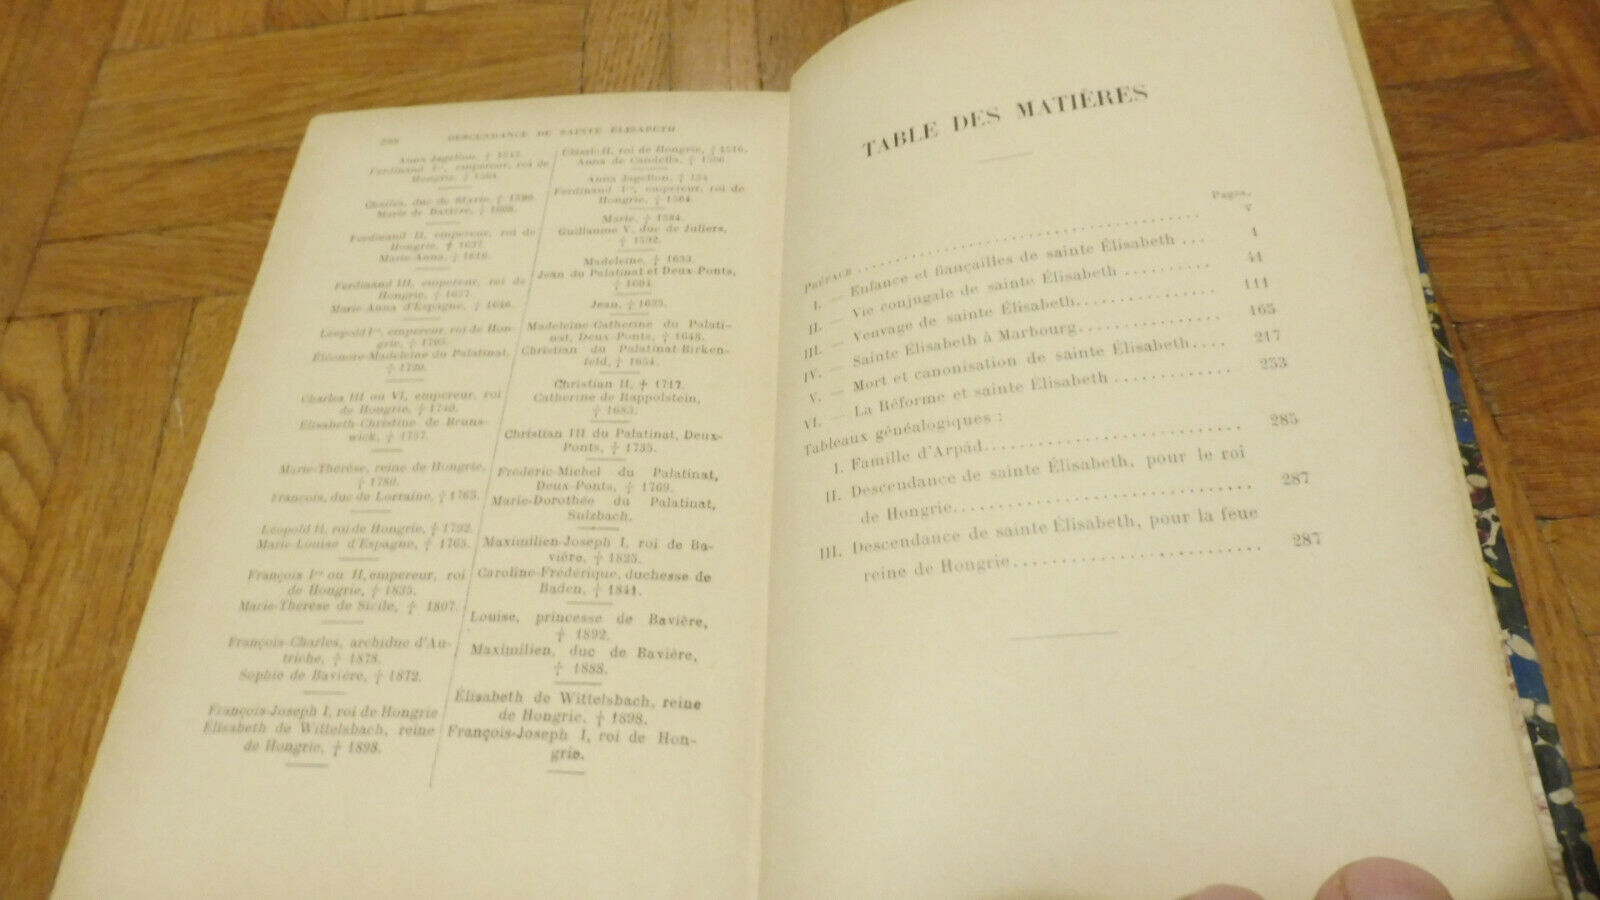 288 DESCENDANCE DE SAINTE ÉLISABETH
Anna Jagellon, † 1547.
Ferdinand Ier, empereur, roi de
Hongrie, † 1564.
Charles, duc de Styrie, † 1590.
Marie de Bavière, † 1608.
Ferdinand II, empereur, roi de
Hongrie, † 1637.
Marie-Anna, † 1616.
Ferdinand III, empereur, roi de
Hongrie, † 1657.
Marie-Anna d'Espagne, † 1646.
Léopold Ier, empereur, roi de Hon-
grie, † 1705.
Éléonore-Madeleine du Palatinat,
† 1720.
Charles III ou VI, empereur, roi
de Hongrie, † 1740.
Elisabeth-Christine de Bruns-
wick, † 1757.
Marie-Thérèse, reine de Hongrie,
† 1780.
François, duc de Lorraine, † 1765.
Léopold II, roi de Hongrie, † 1792.
Marie-Louise d'Espagne, † 1765.
François Ier ou II, empereur, roi
de Hongrie, † 1835.
Marie-Thérèse de Sicile, † 1807.
François-Charles, archiduc d'Au-
triche, † 1878.
Sophie de Bavière, † 1872.
François-Joseph I, roi de Hongrie
Élisabeth de Wittelsbach, reine
de Hongrie, † 1898.
Ulaszlo II, roi de Hongrie, † 1516.
Anna de Candella, † 1506.
Anna Jagellon, † 154
Ferdinand Ier, empereur, roi de
Hongrie, † 1564.
Marie, † 1584.
Guillaume V, duc de Juliers,
† 1592.
Madeleine, † 1633.
Jean du Palatinat et Deux-Ponts,
† 1604.
Jean, † 1635.
Madeleine-Catherine du Palati-
nat, Deux-Ponts, † 1648.
Christian du Palatinat-Birken-
feld, † 1654.
Christian II, † 1717.
Catherine de Rappolstein,
† 1683.
Christian III du Palatinat, Deux-
Ponts, † 1735.
Frédéric-Michel du Palatinat,
Deux-Ponts, † 1769.
Marie-Dorothée du Palatinat,
Sulzbach.
Maximilien-Joseph I, roi de Ba-
vière, † 1825.
Caroline-Frédérique, duchesse de
Baden, † 1841.
Louise, princesse de Bavière,
† 1892.
Maximilien, duc de Bavière,
† 1888.
Élisabeth de Wittelsbach, reine
de Hongrie, † 1898.
François-Joseph I, roi de Hon-
grie.
TABLE DES MATIÈRES
Pages.
PRÉFACE .......... V
I. — Enfance et fiançailles de sainte Élisabeth ... 1
II. — Vie conjugale de sainte Élisabeth .......... 41
III. — Veuvage de sainte Élisabeth............... 111
IV. — Sainte Élisabeth à Marbourg............... 165
V. — Mort et canonisation de sainte Élisabeth.... 217
VI. — La Réforme et sainte Élisabeth ............ 253
Tableaux généalogiques :
I. Famille d'Arpád.......................... 285
II. Descendance de sainte Élisabeth, pour le roi
de Hongrie............................... 287
III. Descendance de sainte Élisabeth, pour la feue
reine de Hongrie......................... 287